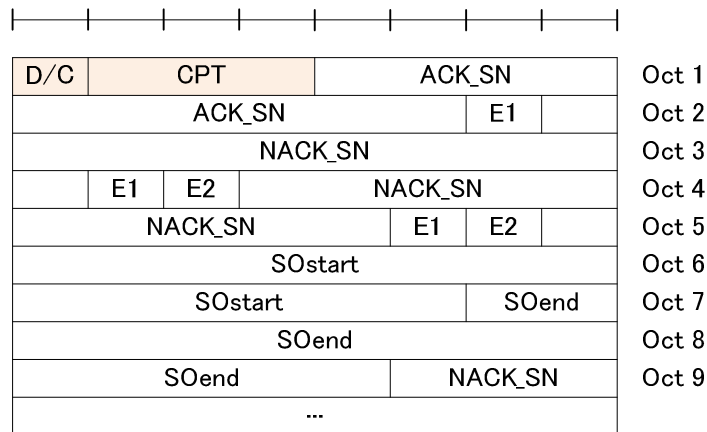 D/C CPT ACK_SN Oct 1
ACK_SN E1 Oct 2
NACK_SN Oct 3
E1 E2 NACK_SN Oct 4
NACK_SN E1 E2 Oct 5
SOstart Oct 6
SOstart SOend Oct 7
SOend Oct 8
SOend NACK_SN Oct 9
...